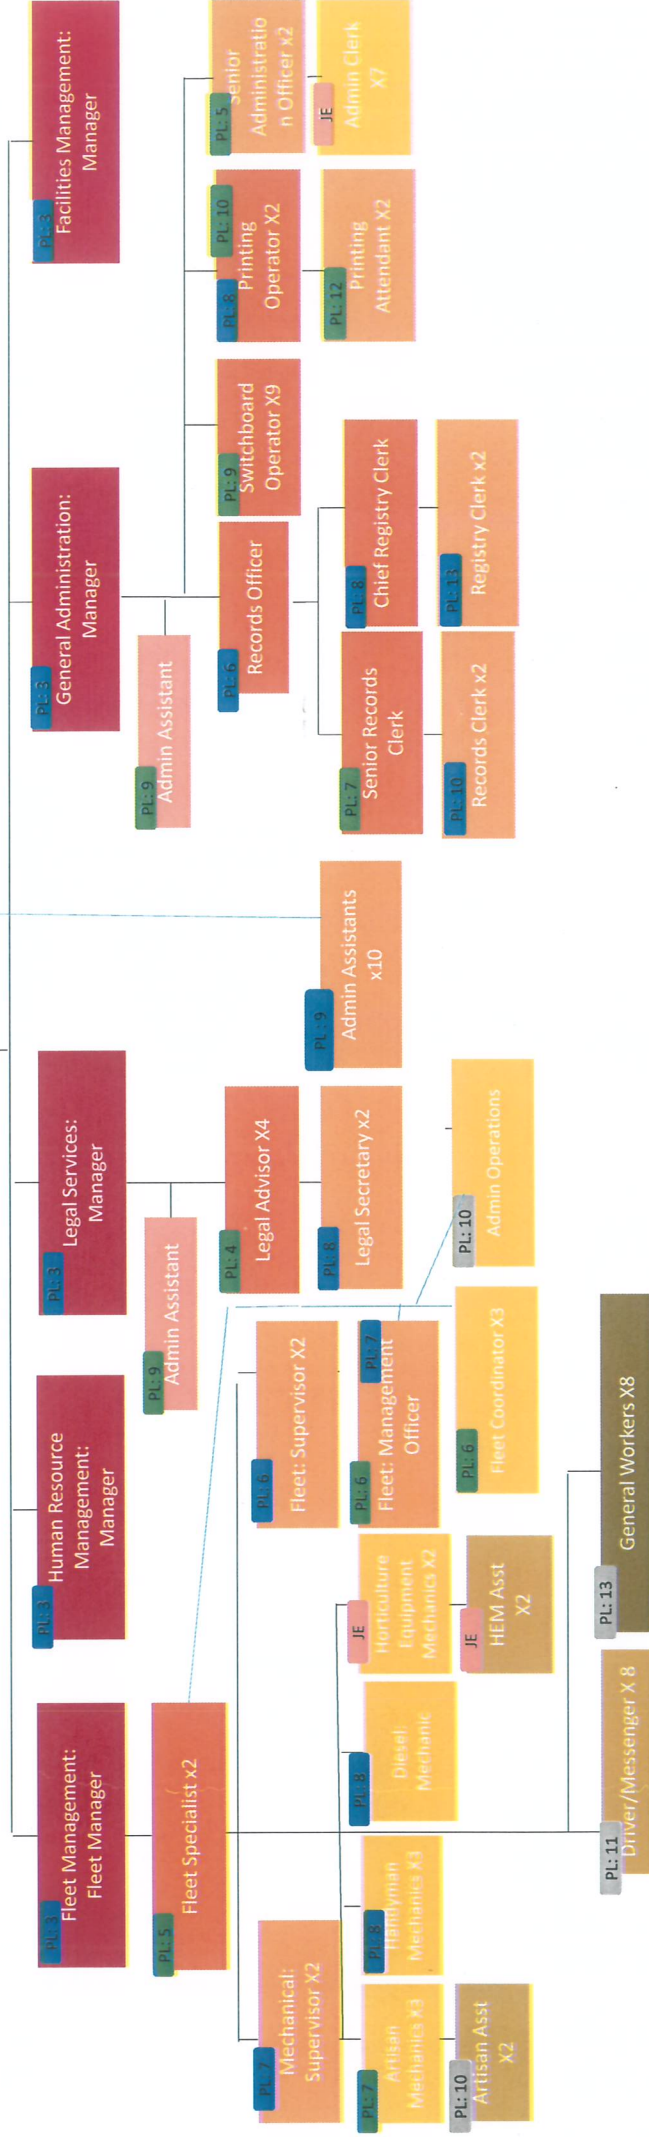 PL: 3
Fleet Management:
Fleet Manager
PL: 3
Human Resource
Management:
Manager
PL: 3
Legal Services:
Manager
PL: 3
General Administration:
Manager
PL: 3
Facilities Management:
Manager
PL: 5
Fleet Specialist x2
PL: 9
Admin Assistant
PL: 9
Admin Assistant
PL: 7
Mechanical:
Supervisor X2
PL: 6
Fleet: Supervisor X2
PL: 4
Legal Advisor X4
PL: 6
Records Officer
PL: 9
Switchboard
Operator X9
PL: 8
PL: 10
Printing
Operator X2
PL: 5
Senior
Administratio
n Officer x2
PL: 7
Artisan
Mechanics X3
PL: 8
Handyman
Mechanics X3
PL: 8
Diesel
Mechanic
JE
Horticulture
Equipment
Mechanics X2
PL: 6
PL: 7
Fleet: Management
Officer
PL: 8
Legal Secretary x2
PL: 9
Admin Assistants
x10
PL: 7
Senior Records
Clerk
PL: 8
Chief Registry Clerk
PL: 12
Printing
Attendant X2
JE
Admin Clerk
X7
PL: 10
Artisan Asst
X2
JE
HEM Asst
X2
PL: 6
Fleet Coordinator X3
PL: 10
Admin Operations
PL: 10
Records Clerk x2
PL: 13
Registry Clerk x2
PL: 11
Driver/Messenger X 8
PL: 13
General Workers X8